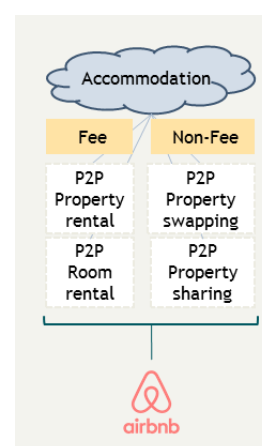 Accommodation
Fee
Non-Fee
P2P
Property
rental
P2P
Property
swapping
P2P
Room
rental
P2P
Property
sharing
airbnb